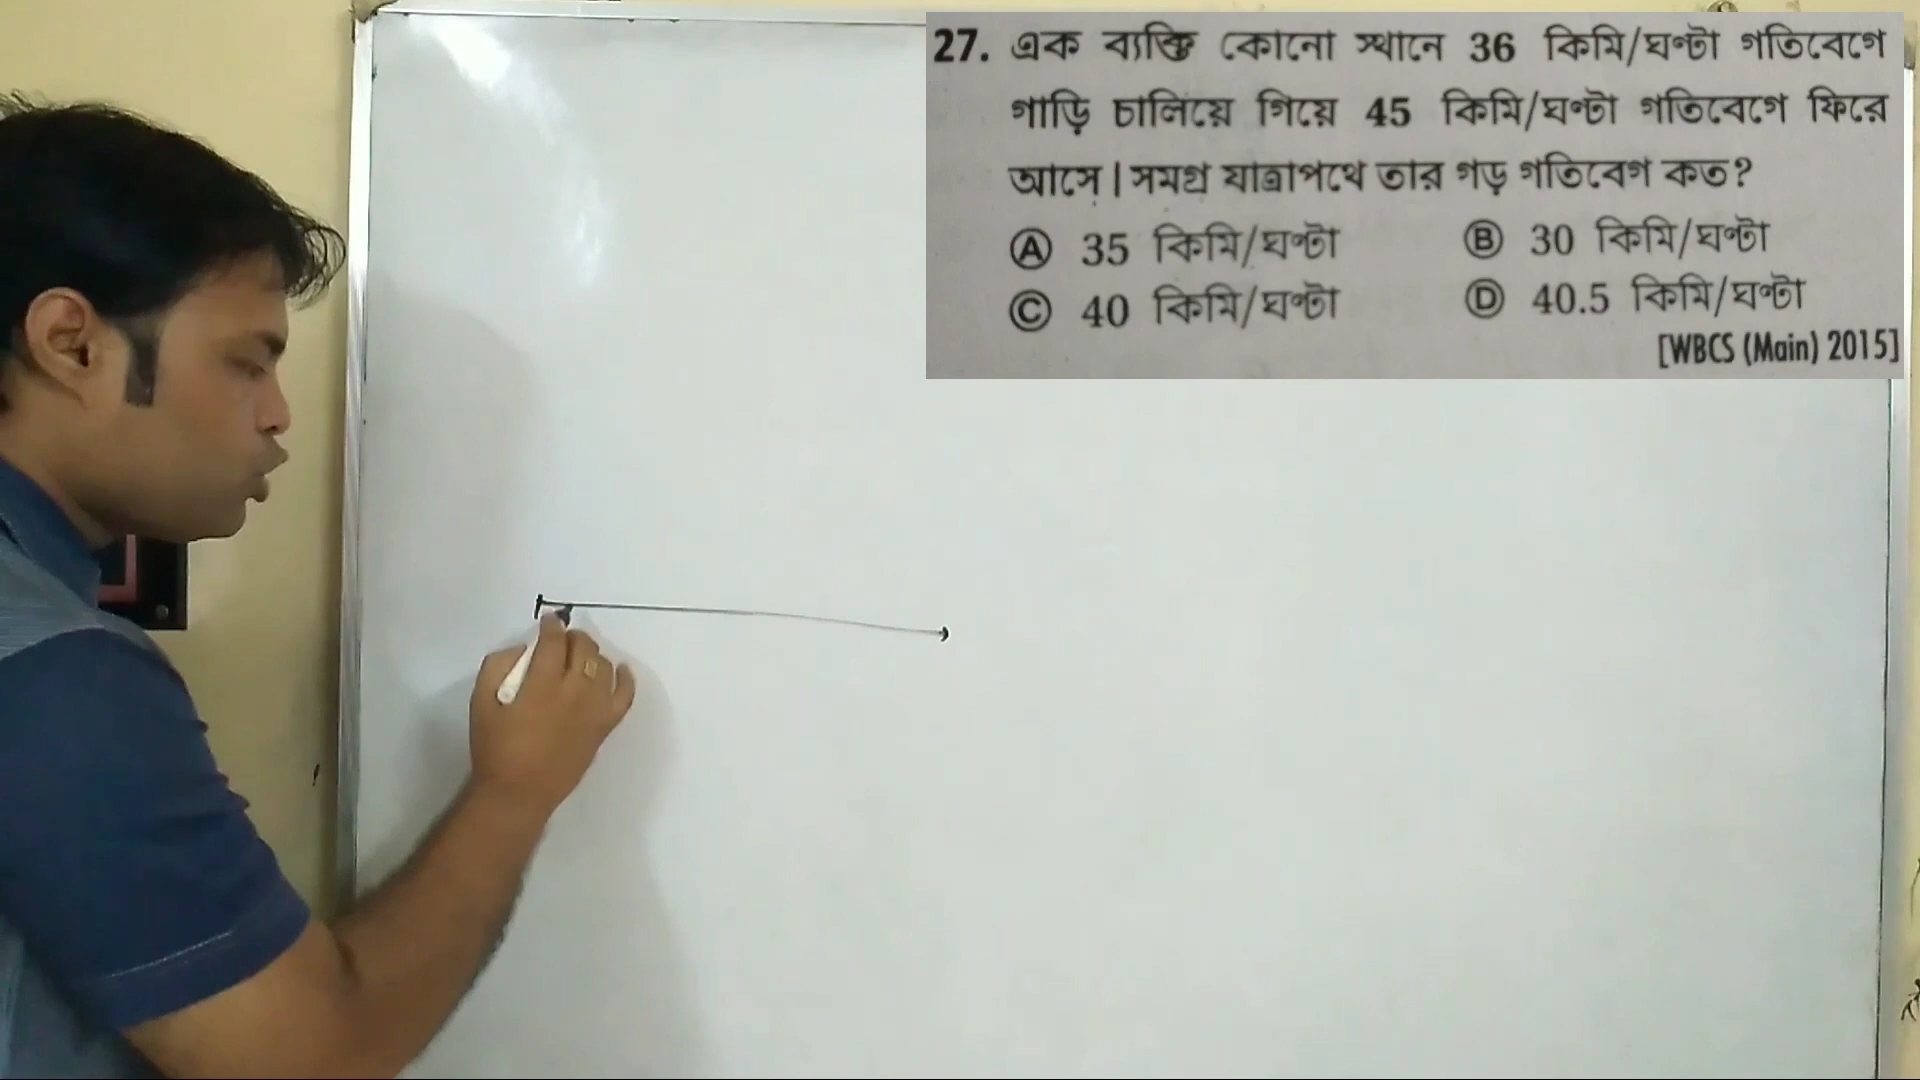 27. এক ব্যক্তি কোনো স্থানে 36 কিমি/ঘণ্টা গতিবেগে
গাড়ি চালিয়ে গিয়ে 45 কিমি/ঘণ্টা গতিবেগে ফিরে
আসে। সমগ্র যাত্রাপথে তার গড় গতিবেগ কত?
Ⓐ 35 কিমি/ঘণ্টা Ⓑ 30 কিমি/ঘণ্টা
Ⓒ 40 কিমি/ঘণ্টা Ⓓ 40.5 কিমি/ঘণ্টা
[WBCS (Main) 2015]